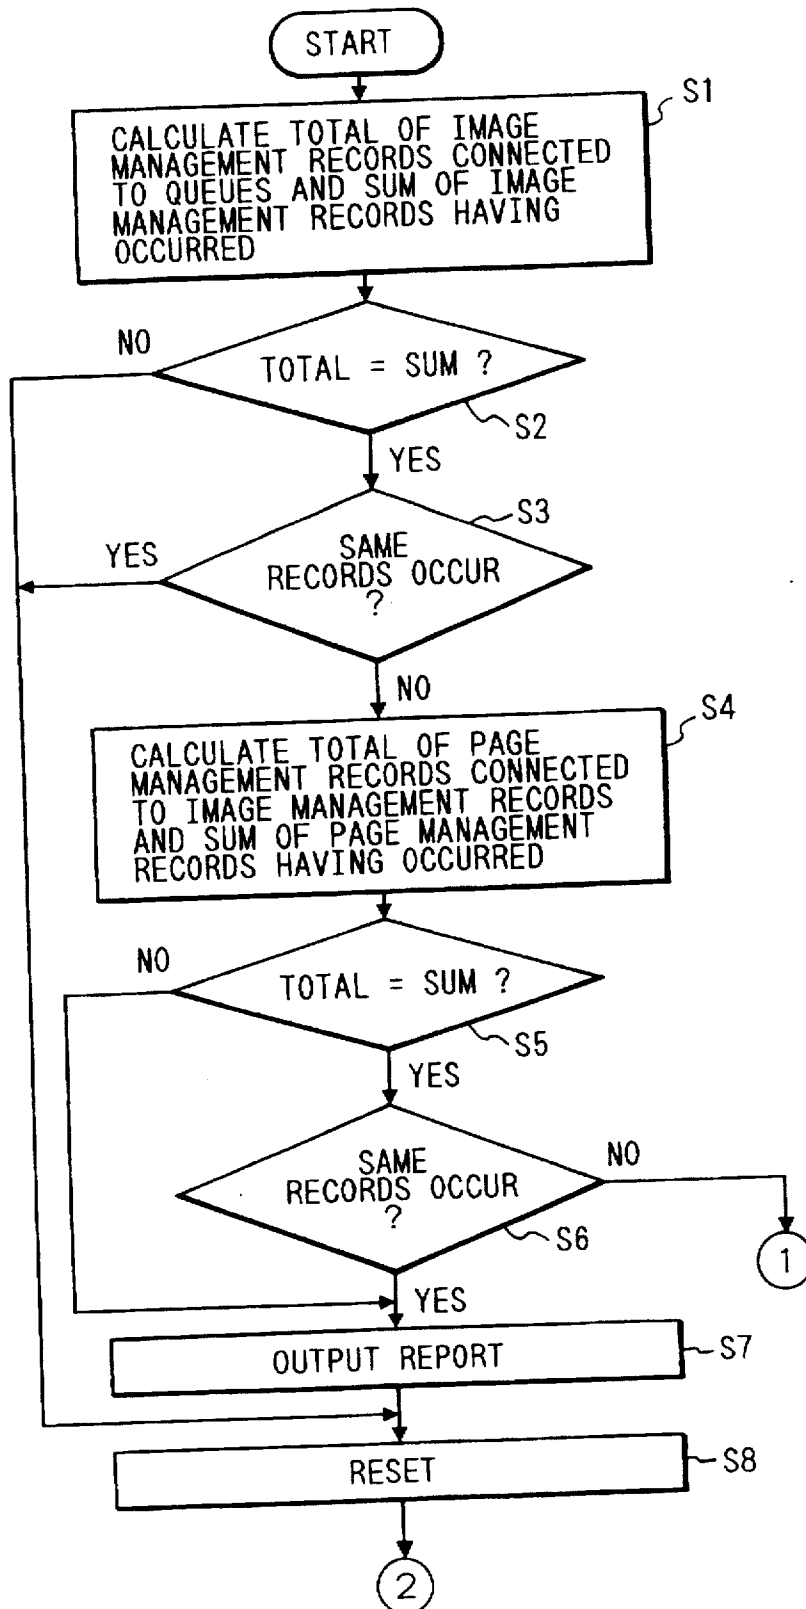 START
S1
CALCULATE TOTAL OF IMAGE
MANAGEMENT RECORDS CONNECTED
TO QUEUES AND SUM OF IMAGE
MANAGEMENT RECORDS HAVING
OCCURRED
NO
TOTAL = SUM ?
S2
YES
S3
YES
SAME
RECORDS OCCUR
?
NO
S4
CALCULATE TOTAL OF PAGE
MANAGEMENT RECORDS CONNECTED
TO IMAGE MANAGEMENT RECORDS
AND SUM OF PAGE MANAGEMENT
RECORDS HAVING OCCURRED
NO
TOTAL = SUM ?
S5
YES
SAME
RECORDS OCCUR
?
NO
S6
1
YES
OUTPUT REPORT
S7
RESET
S8
2